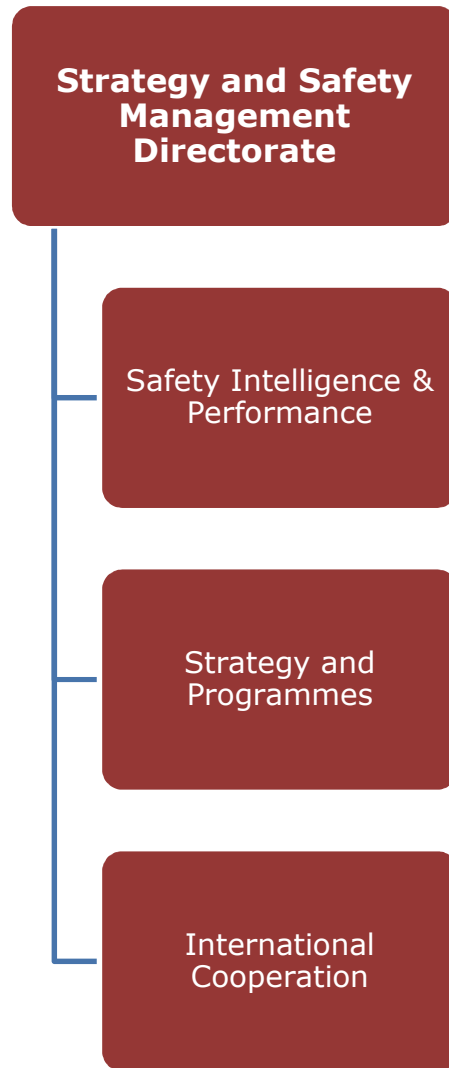 Strategy and Safety
Management
Directorate
Safety Intelligence &
Performance
Strategy and
Programmes
International
Cooperation